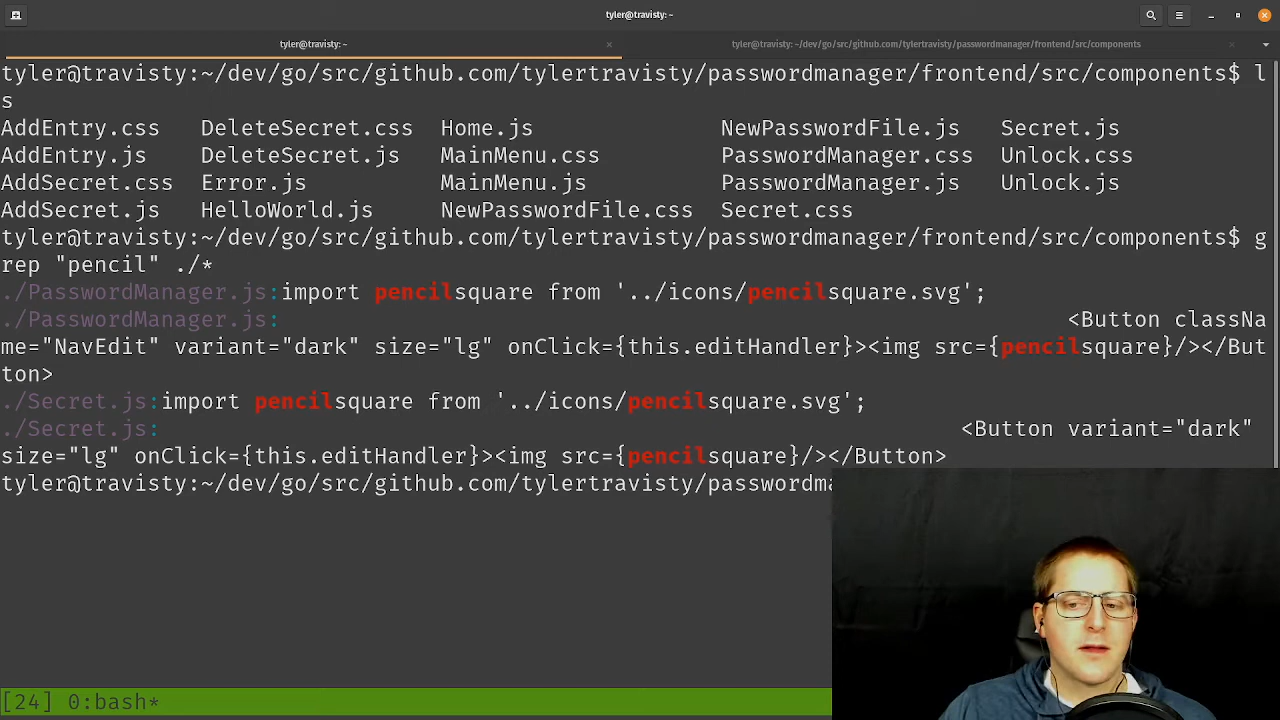 tyler@travisty: ~
tyler@travisty: ~
tyler@travisty: ~/dev/go/src/github.com/tylertravisty/passwordmanager/frontend/src/components
tyler@travisty:~/dev/go/src/github.com/tylertravisty/passwordmanager/frontend/src/components$ l
s
AddEntry.css DeleteSecret.css Home.js NewPasswordFile.js Secret.js
AddEntry.js DeleteSecret.js MainMenu.css PasswordManager.css Unlock.css
AddSecret.css Error.js MainMenu.js PasswordManager.js Unlock.js
AddSecret.js HelloWorld.js NewPasswordFile.css Secret.css
tyler@travisty:~/dev/go/src/github.com/tylertravisty/passwordmanager/frontend/src/components$ g
rep "pencil" ./*
./PasswordManager.js:import pencilsquare from '../icons/pencilsquare.svg';
./PasswordManager.js: <Button classNa
me="NavEdit" variant="dark" size="lg" onClick={this.editHandler}><img src={pencilsquare}/></But
ton>
./Secret.js:import pencilsquare from '../icons/pencilsquare.svg';
./Secret.js: <Button variant="dark"
size="lg" onClick={this.editHandler}><img src={pencilsquare}/></Button>
tyler@travisty:~/dev/go/src/github.com/tylertravisty/passwordma
[24] 0:bash*